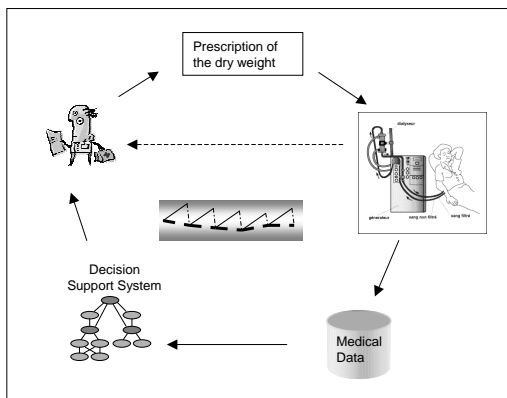 Prescription of
the dry weight
dialyseur
générateur
sang non filtré
sang filtré
Decision
Support System
Medical
Data